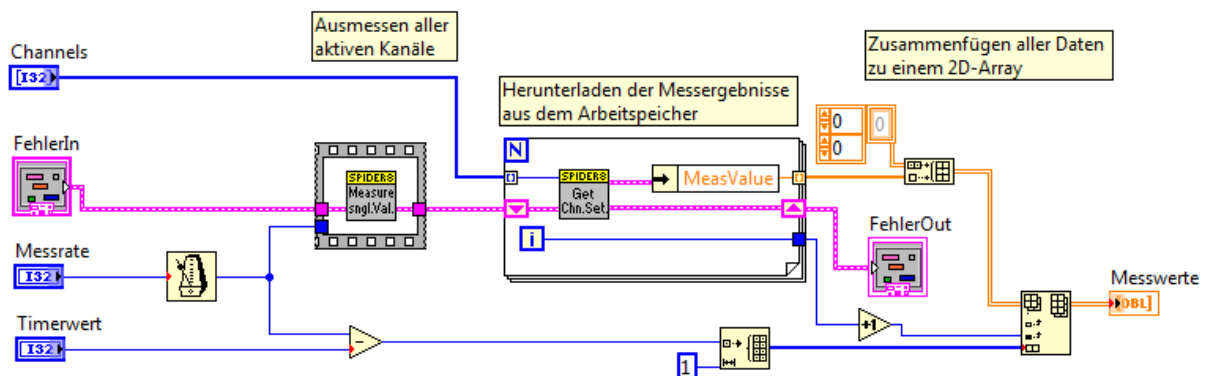 Ausmessen aller
aktiven Kanäle
Zusammenfügen aller Daten
zu einem 2D-Array
Channels
[I32]
Herunterladen der Messergebnisse
aus dem Arbeitspeicher
FehlerIn
N
0
0
0
SPIDER8
Measure
sngl.Val.
SPIDER8
Get
Chn.Set
MeasValue
FehlerOut
i
Messrate
I32
Messwerte
DBL]
+1
Timerwert
I32
-
1